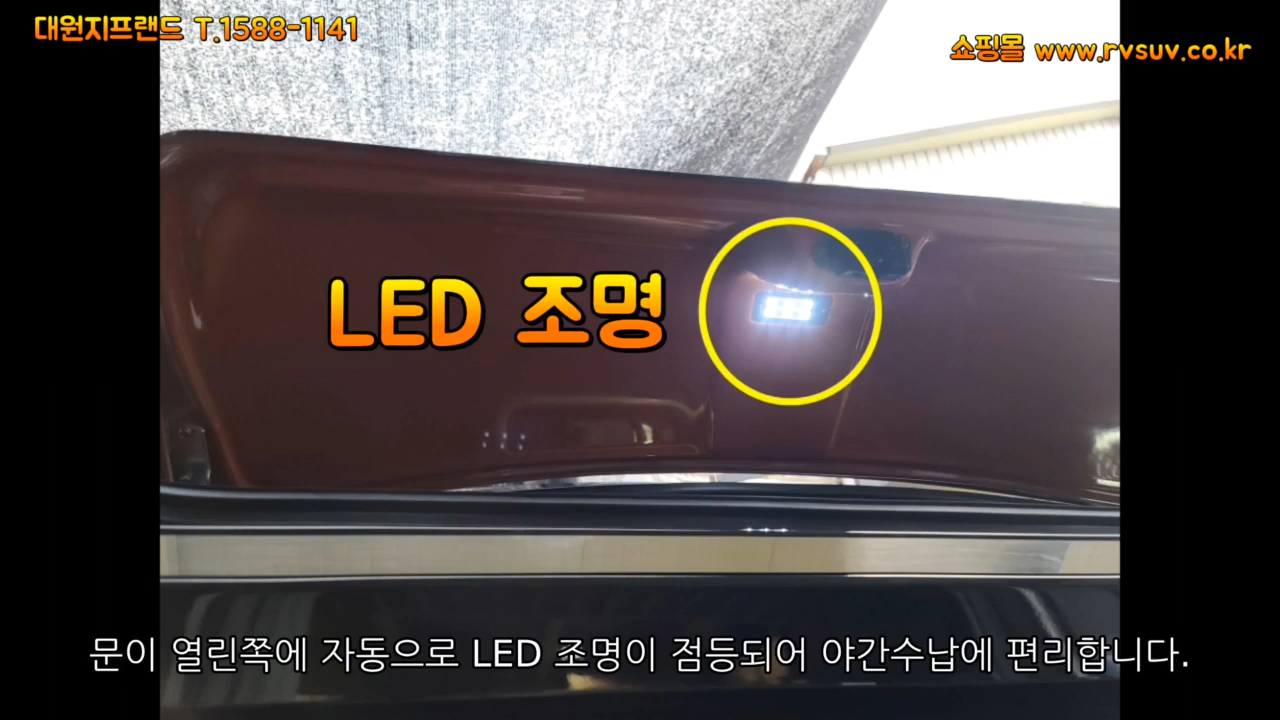 대원지프랜드 T.1588-1141
쇼핑몰 www.rvsuv.co.kr
LED 조명
문이 열린쪽에 자동으로 LED 조명이 점등되어 야간수납에 편리합니다.